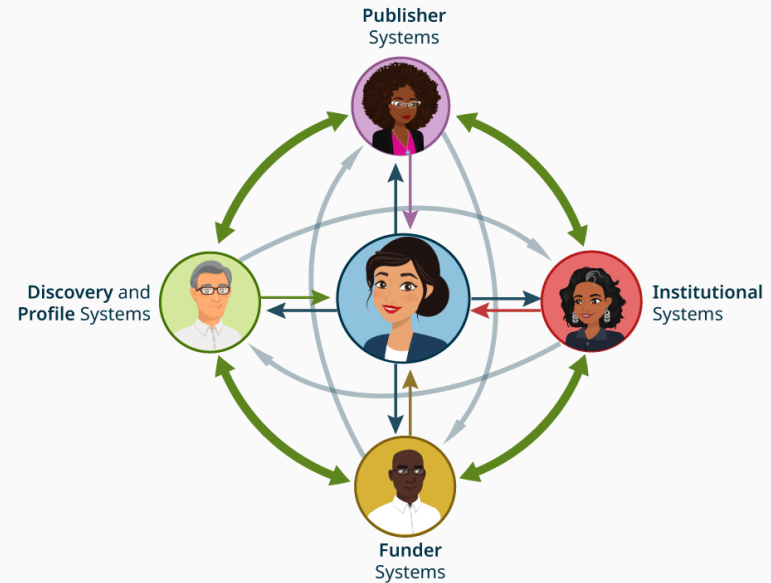 Publisher
Systems
Discovery and
Profile Systems
Institutional
Systems
Funder
Systems